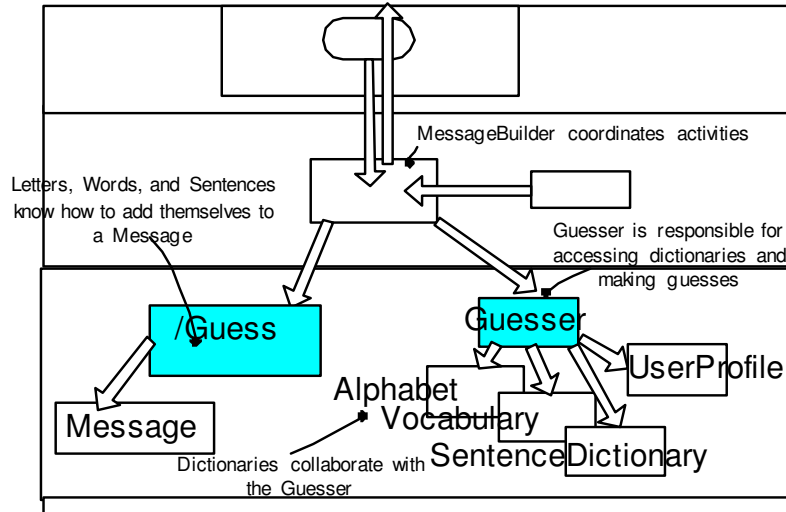 MessageBuilder coordinates activities
Letters, Words, and Sentences
know how to add themselves to
a Message
Guesser is responsible for
accessing dictionaries and
making guesses
/Guess
Guesser
UserProfile
Alphabet
Vocabulary
Message
SentenceDictionary
Dictionaries collaborate with
the Guesser